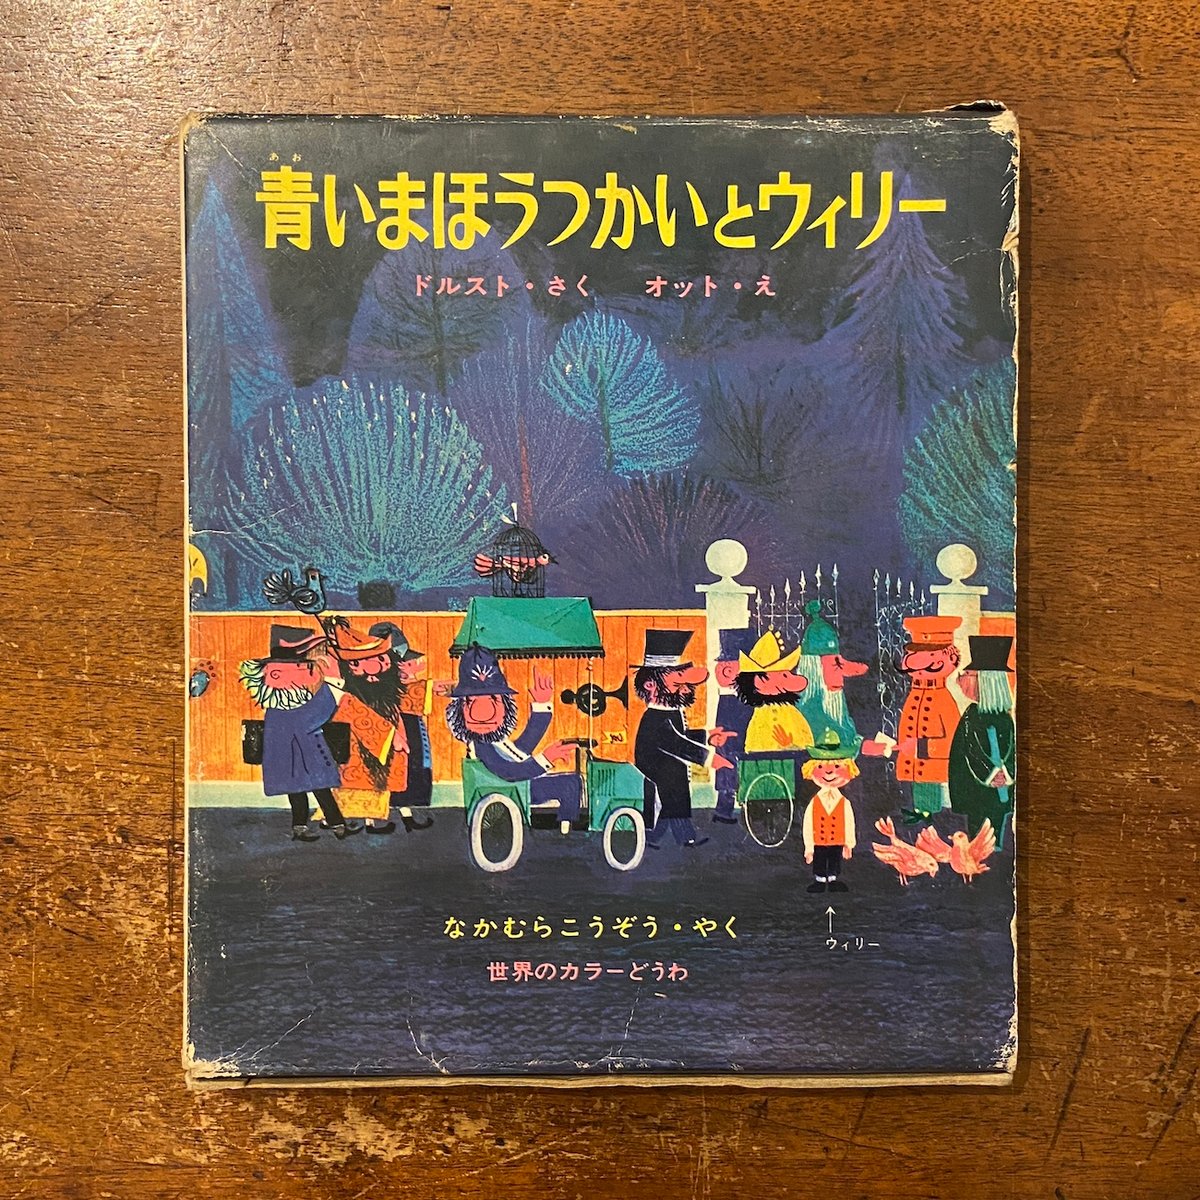 あお
青いまほうつかいとウィリー
ドルスト・さく　オット・え
↑
ウィリー
なかむらこうぞう・やく
世界のカラーどうわ